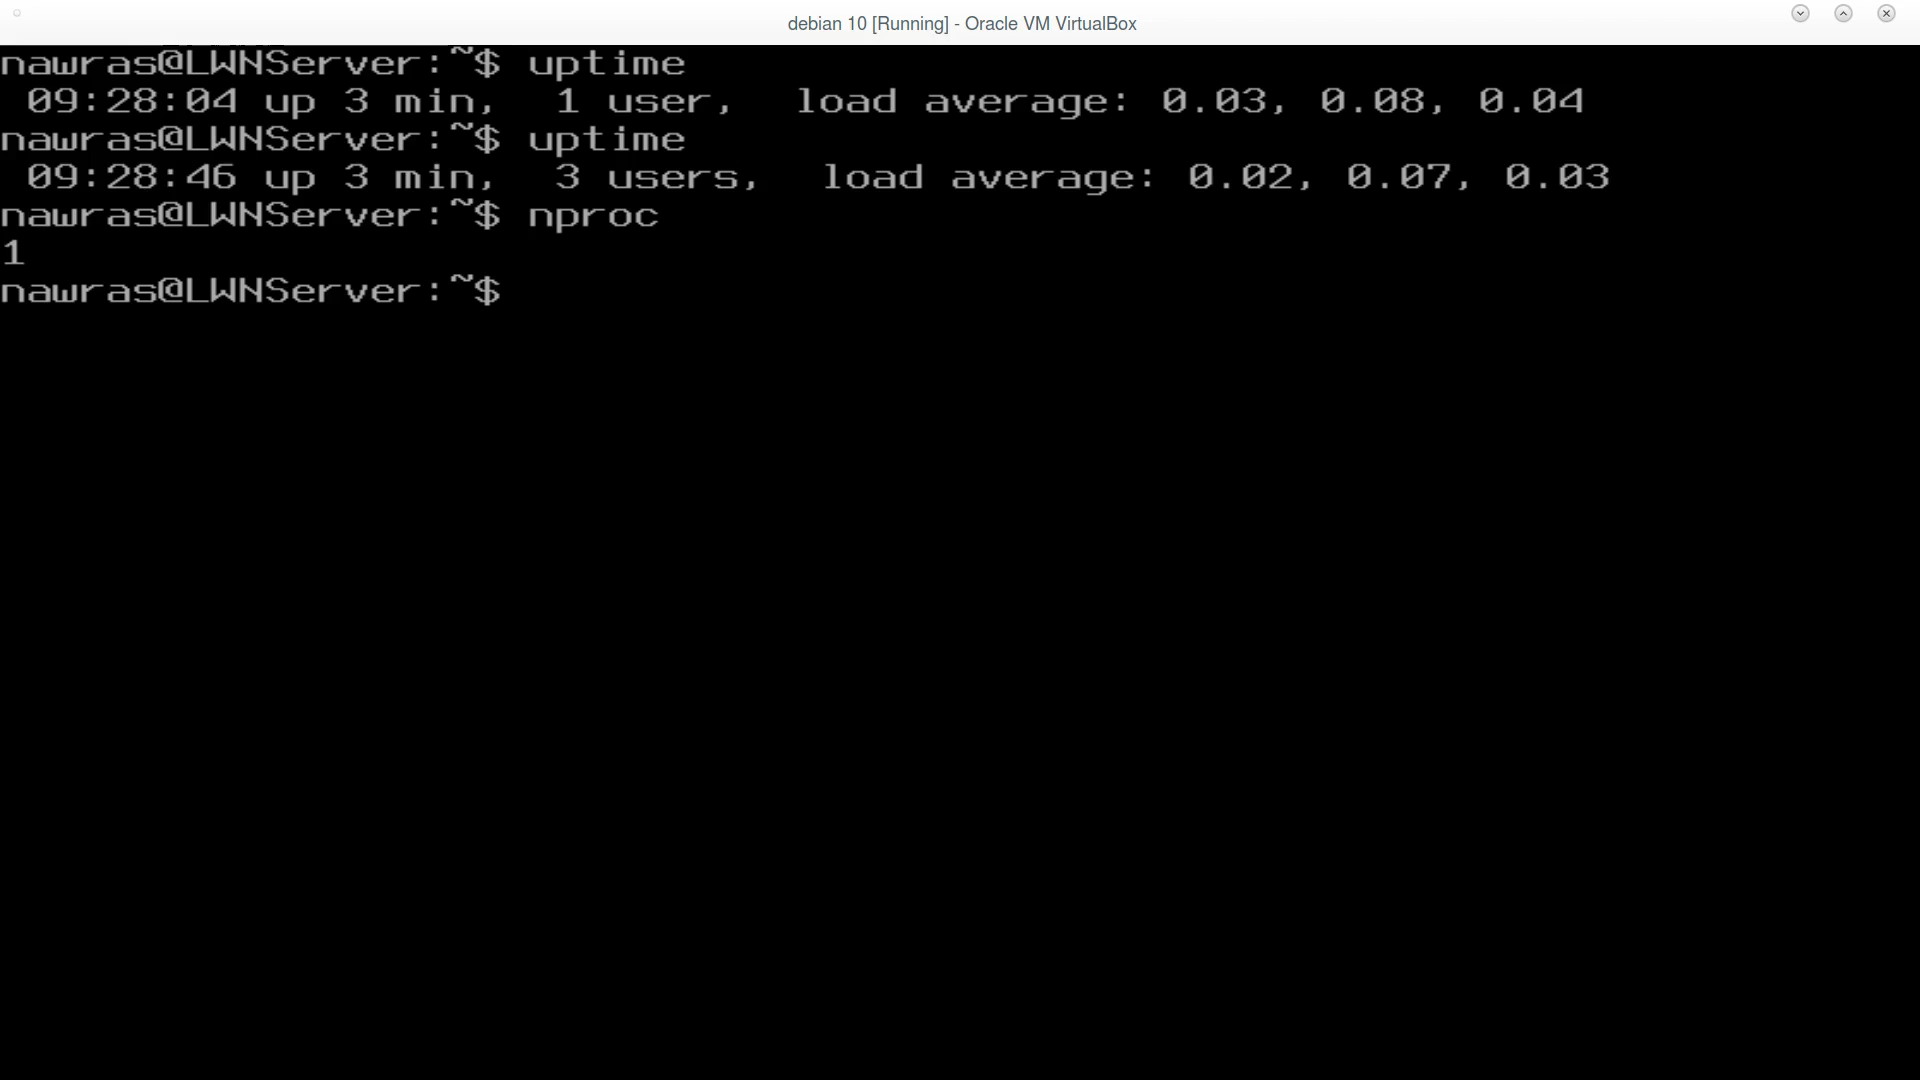 debian 10 [Running] - Oracle VM VirtualBox
nawras@LWNServer:~$ uptime
 09:28:04 up 3 min,  1 user,  load average: 0.03, 0.08, 0.04
nawras@LWNServer:~$ uptime
 09:28:46 up 3 min,  3 users,  load average: 0.02, 0.07, 0.03
nawras@LWNServer:~$ nproc
1
nawras@LWNServer:~$